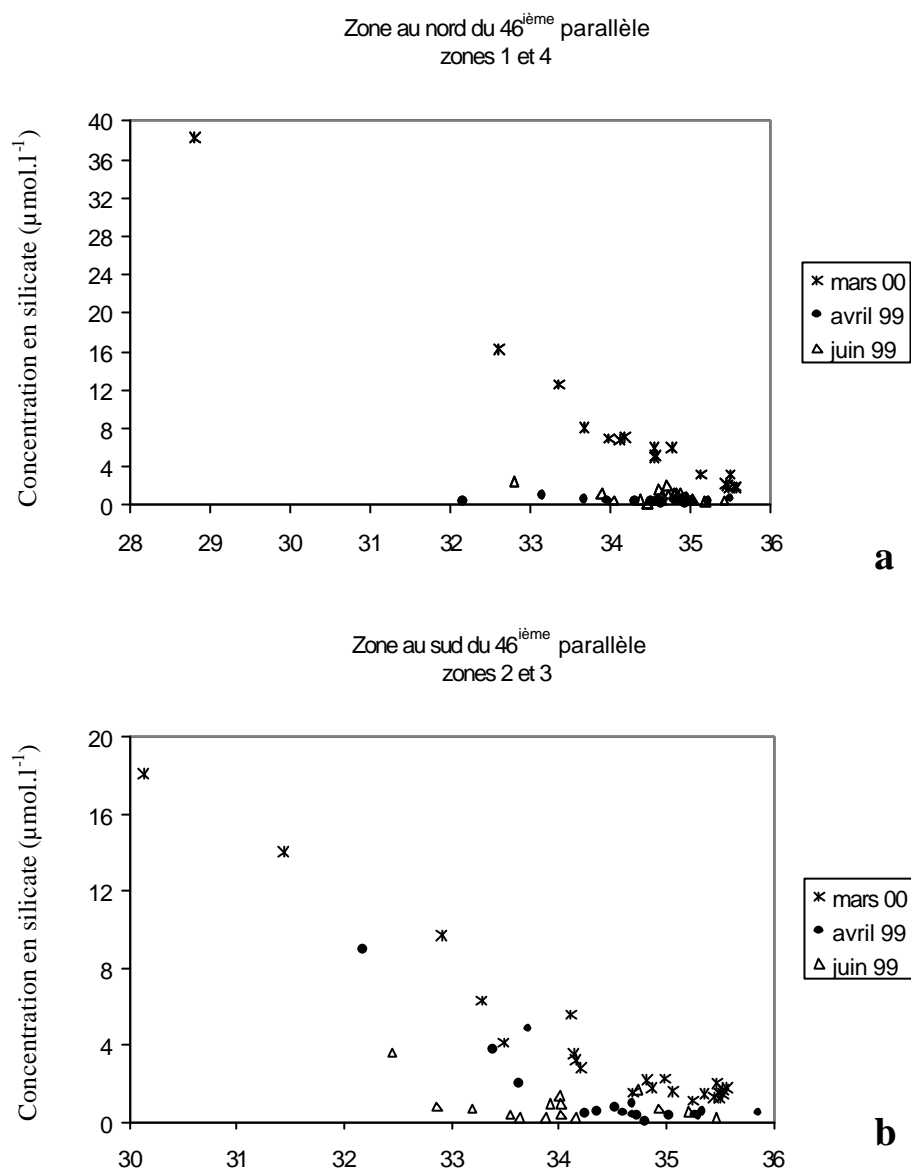 Zone au nord du 46ième parallèle
zones 1 et 4
Concentration en silicate (µmol.l-1)
40
36
32
28
24
20
16
12
8
4
0
28
29
30
31
32
33
34
35
36
mars 00
avril 99
juin 99
a
Zone au sud du 46ième parallèle
zones 2 et 3
Concentration en silicate (µmol.l-1)
20
16
12
8
4
0
30
31
32
33
34
35
36
mars 00
avril 99
juin 99
b